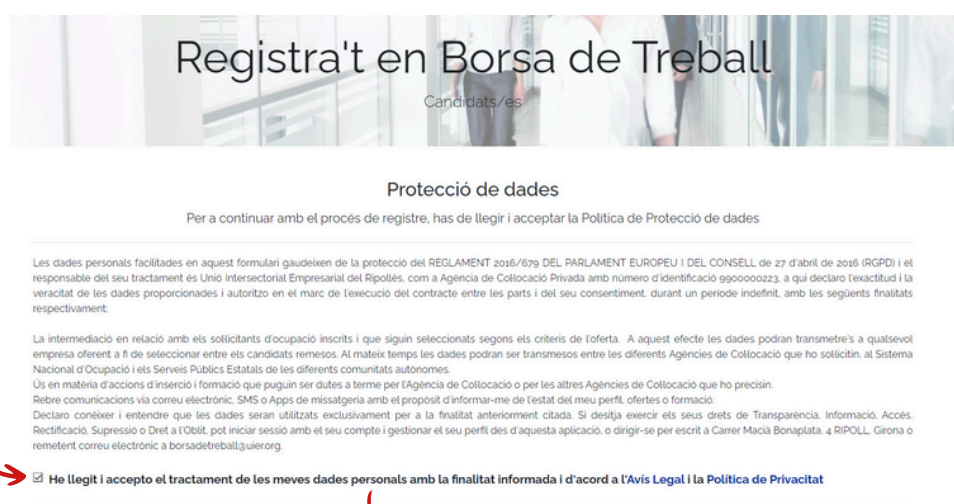 Registra't en Borsa de Treball
Candidats/es
Protecció de dades
Per a continuar amb el procés de registre, has de llegir i acceptar la Política de Protecció de dades
Les dades personals facilitades en aquest formulari gaudeixen de la protecció del REGLAMENT 2016/679 DEL PARLAMENT EUROPEU I DEL CONSELL de 27 d'abril de 2016 (RGPD) i el
responsable del seu tractament és Unió Intersectorial Empresarial del Ripollès, com a Agència de Col·locació Privada amb número d'identificació 9900000223, a qui declaro l'exactitud i la
veracitat de les dades proporcionades i autoritzo en el marc de l'execució del contracte entre les parts i del seu consentiment, durant un període indefinit, amb les següents finalitats
respectivament:
La intermediació en relació amb els sol·licitants d'ocupació inscrits i que siguin seleccionats segons els criteris de l'oferta. A aquest efecte les dades podran transmetre's a qualsevol
empresa oferent a fi de seleccionar entre els candidats remesos. Al mateix temps les dades podran ser transmesos entre les diferents Agències de Col·locació que ho sol·licitin, al Sistema
Nacional d'Ocupació i els Serveis Públics Estatals de les diferents comunitats autònomes.
Ús en matèria d'accions d'inserció i formació que puguin ser dutes a terme per l'Agència de Col·locació o per les altres Agències de Col·locació que ho precisin.
Rebre comunicacions via correu electrònic, SMS o Apps de missatgeria amb el propòsit d'informar-me de l'estat del meu perfil, ofertes o formació.
Declaro conèixer i entendre que les dades seran utilitzats exclusivament per a la finalitat anteriorment citada. Si desitja exercir els seus drets de Transparència, Informació, Accés,
Rectificació, Supressió o Dret a l'Oblit, pot iniciar sessió amb el seu compte i gestionar el seu perfil des d'aquesta aplicació, o dirigir-se per escrit a Carrer Macià Bonaplata, 4 RIPOLL, Girona o
remetent correu electrònic a borsadetreball@uier.org.
He llegit i accepto el tractament de les meves dades personals amb la finalitat informada i d'acord a l'Avís Legal i la Política de Privacitat